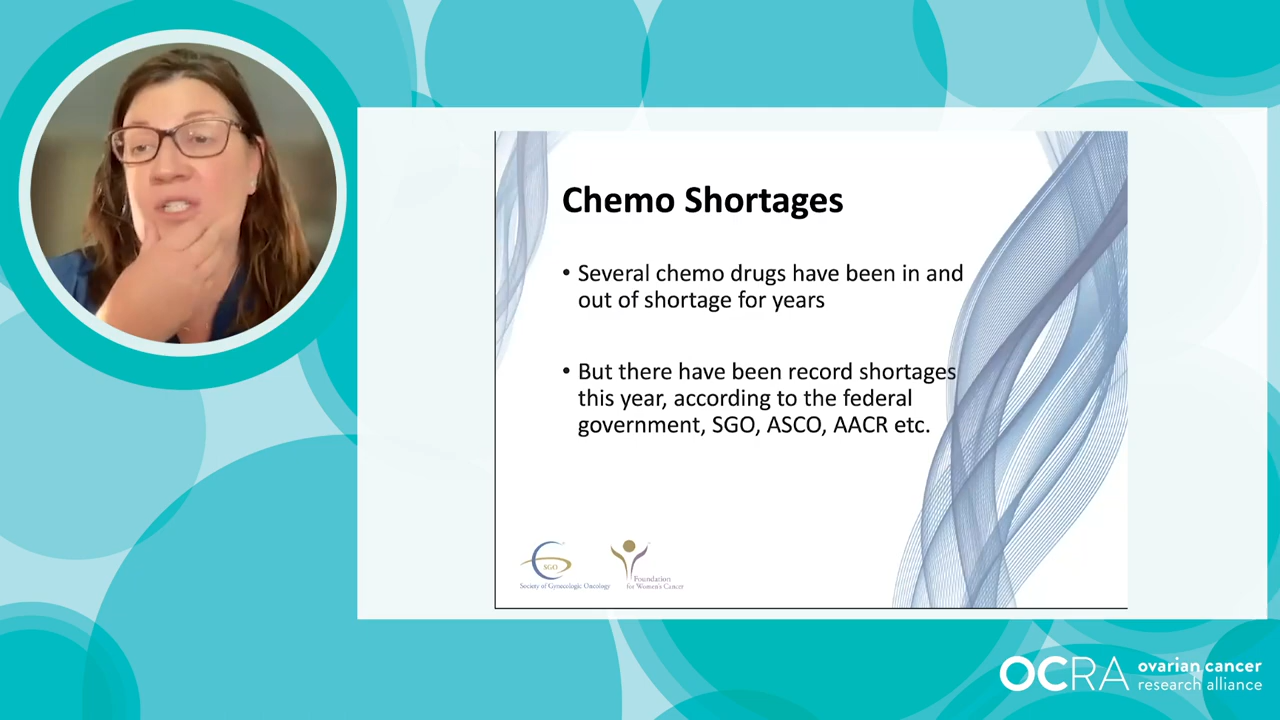 Chemo Shortages
• Several chemo drugs have been in and
out of shortage for years
• But there have been record shortages
this year, according to the federal
government, SGO, ASCO, AACR etc.
SGO
Society of Gynecologic Oncology
Foundation
for Women's Cancer
OCRA
ovarian cancer
research alliance